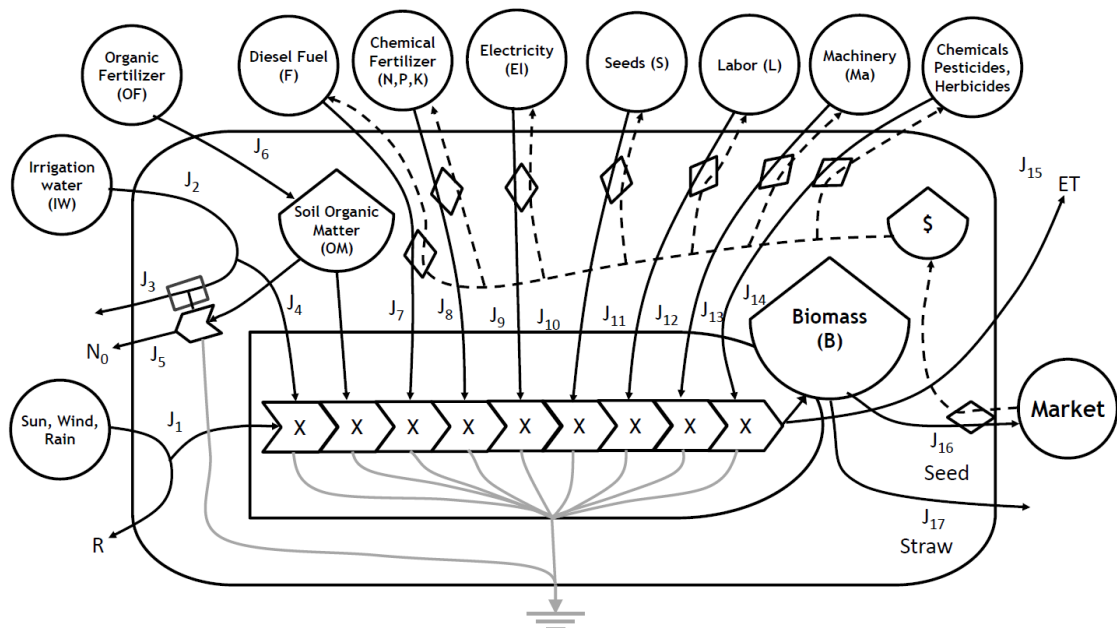 Organic
Fertilizer
(OF)
Diesel Fuel
(F)
Chemical
Fertilizer
(N,P,K)
Electricity
(El)
Seeds (S)
Labor (L)
Machinery
(Ma)
Chemicals
Pesticides,
Herbicides
Irrigation
water
(IW)
J6
J2
Soil Organic
Matter
(OM)
$
J15
ET
J3
J4
J5
N0
J7
J8
J9
J10
J11
J12
J13
J14
Biomass
(B)
Sun, Wind,
Rain
J1
X X X X X X X X X
Market
J16
Seed
J17
Straw
R